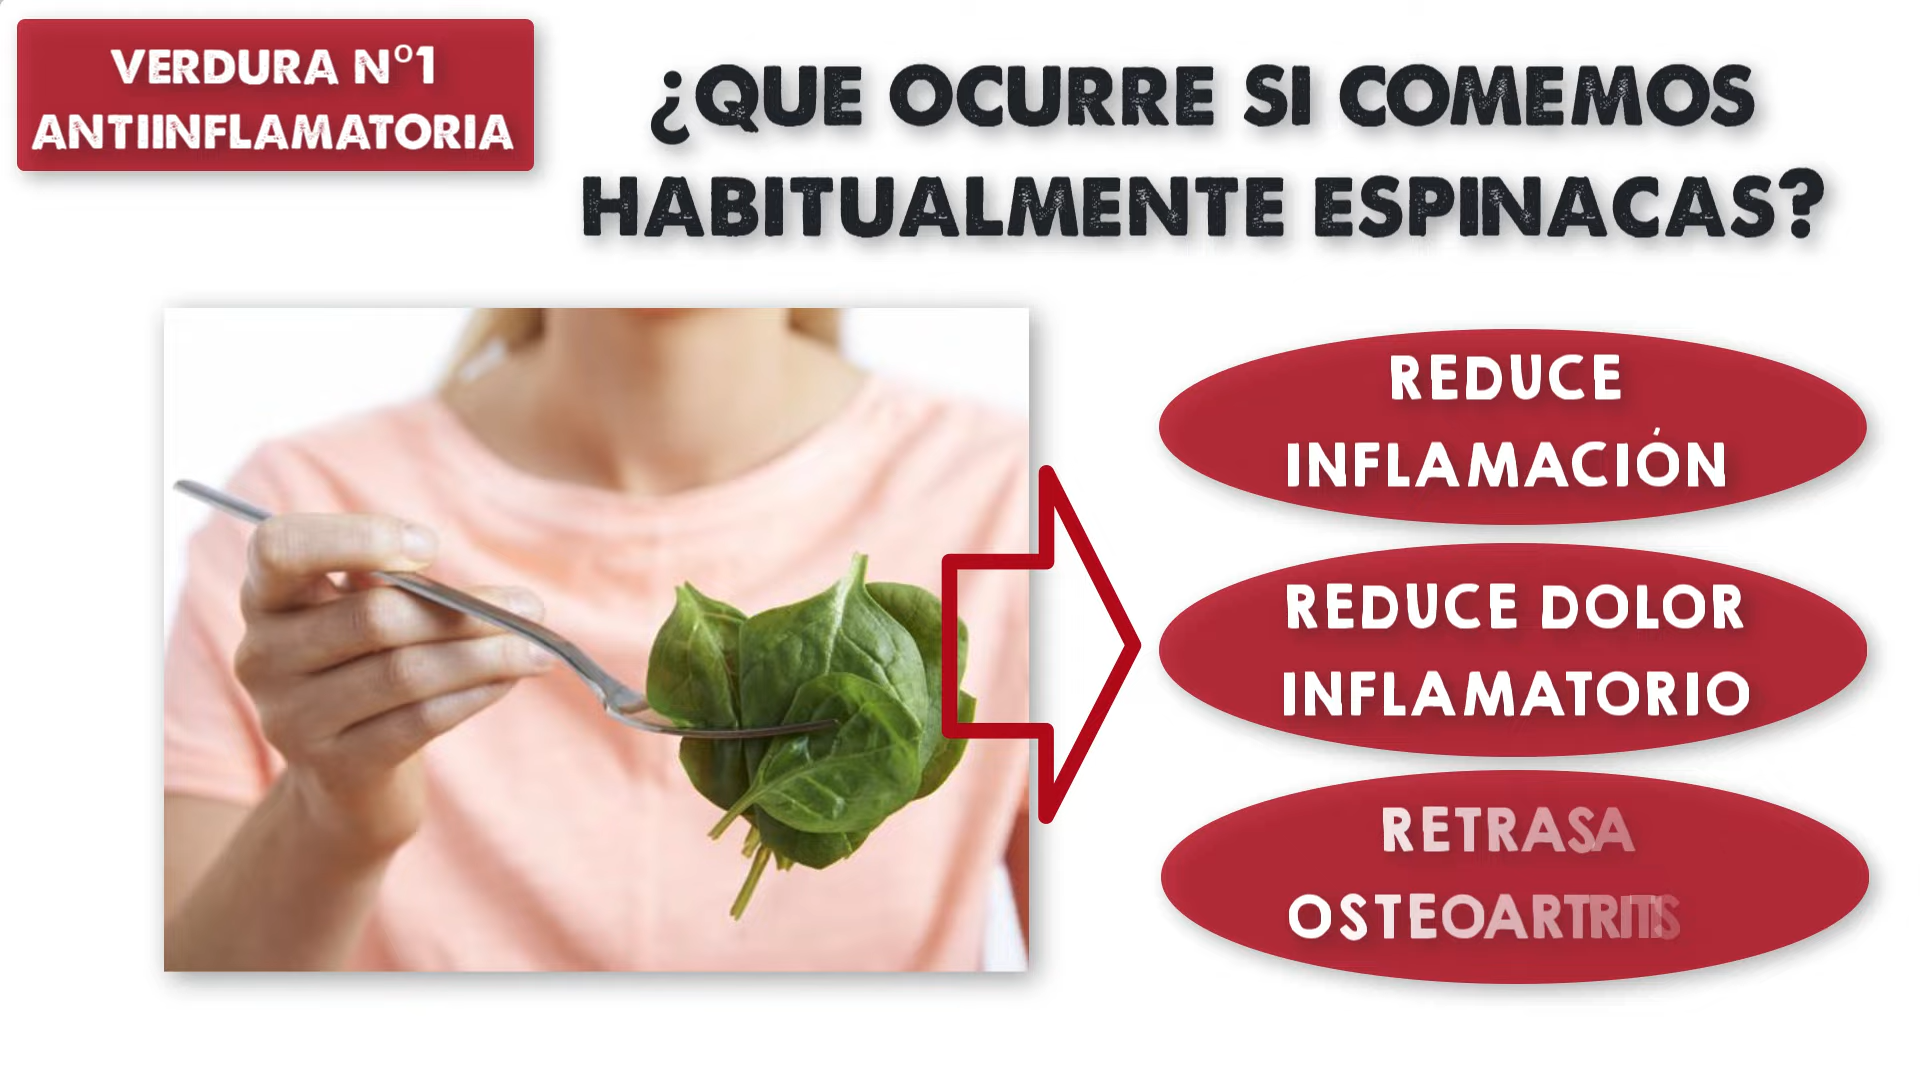 VERDURA Nº1
ANTIINFLAMATORIA
¿QUE OCURRE SI COMEMOS
HABITUALMENTE ESPINACAS?
REDUCE
INFLAMACIÓN
REDUCE DOLOR
INFLAMATORIO
RETRASA
OSTEOARTRITIS